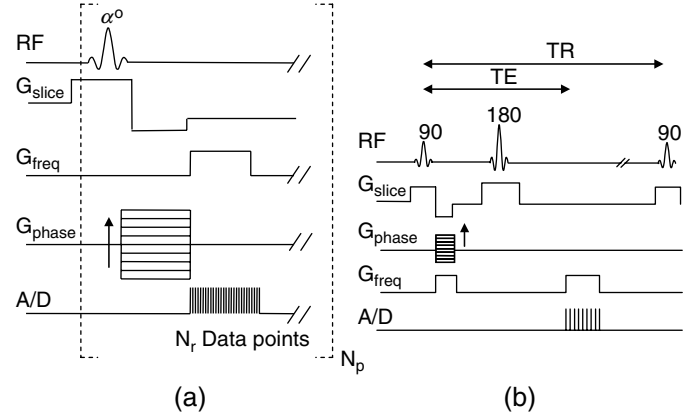 α°
RF
G_slice
G_freq
G_phase
A/D
N_r Data points
N_p
(a)
TR
TE
180
90
90
RF
G_slice
G_phase
G_freq
A/D
(b)